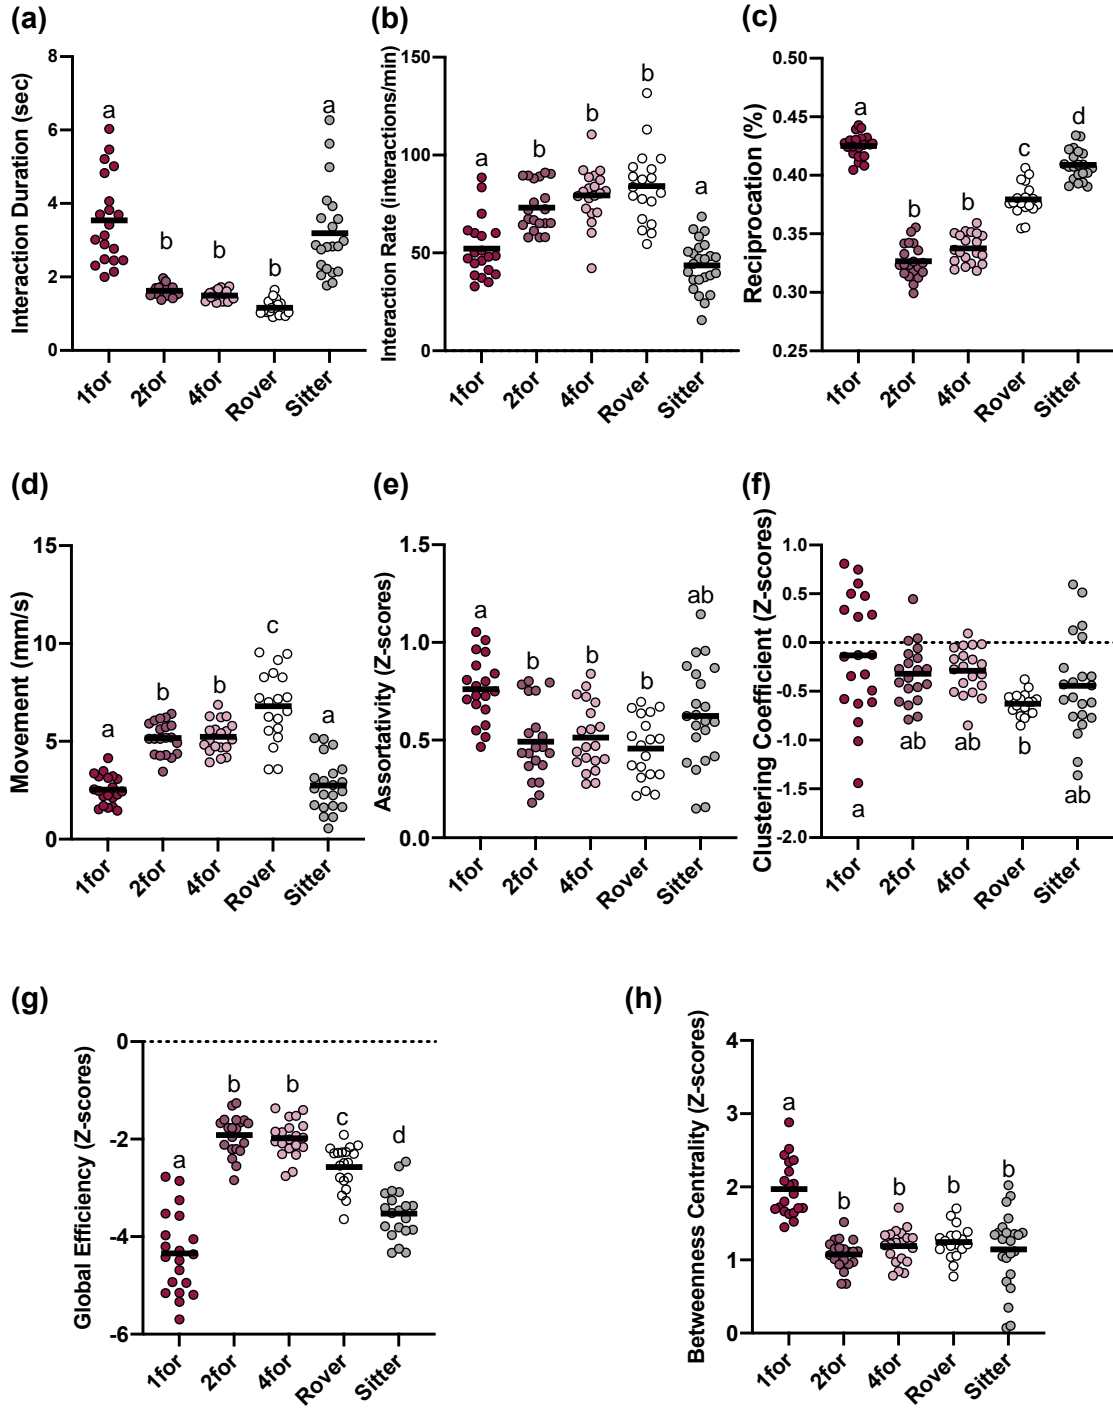 (a)
Interaction Duration (sec)
8
6
4
2
0
a
b
b
b
a
1for
2for
4for
Rover
Sitter
(b)
Interaction Rate (interactions/min)
150
100
50
0
a
b
b
b
a
1for
2for
4for
Rover
Sitter
(c)
Reciprocation (%)
0.50
0.45
0.40
0.35
0.30
0.25
a
b
b
c
d
1for
2for
4for
Rover
Sitter
(d)
Movement (mm/s)
15
10
5
0
a
b
b
c
a
1for
2for
4for
Rover
Sitter
(e)
Assortativity (Z-scores)
1.5
1.0
0.5
0.0
a
b
b
b
ab
1for
2for
4for
Rover
Sitter
(f)
Clustering Coefficient (Z-scores)
1.0
0.5
0.0
-0.5
-1.0
-1.5
-2.0
a
ab
ab
b
ab
1for
2for
4for
Rover
Sitter
(g)
Global Efficiency (Z-scores)
0
-2
-4
-6
a
b
b
c
d
1for
2for
4for
Rover
Sitter
(h)
Betweenness Centrality (Z-scores)
4
3
2
1
0
a
b
b
b
b
1for
2for
4for
Rover
Sitter